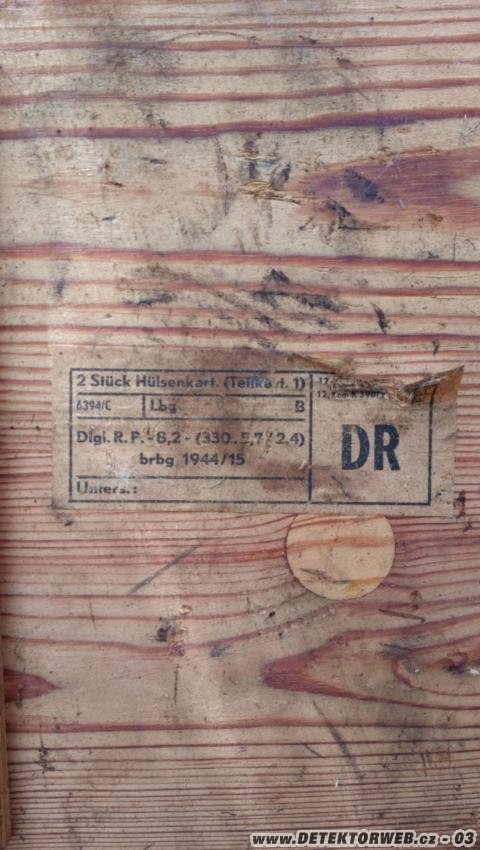 2 Stück Hülsenkart. (Teilkart. 1)
6394/C Lbg B
Digl. R. P. - 8,2 - (330. 5,7/2,4)
brbg 1944/15
Unters.:
DR
www.DETEKTORWEB.cz - 03